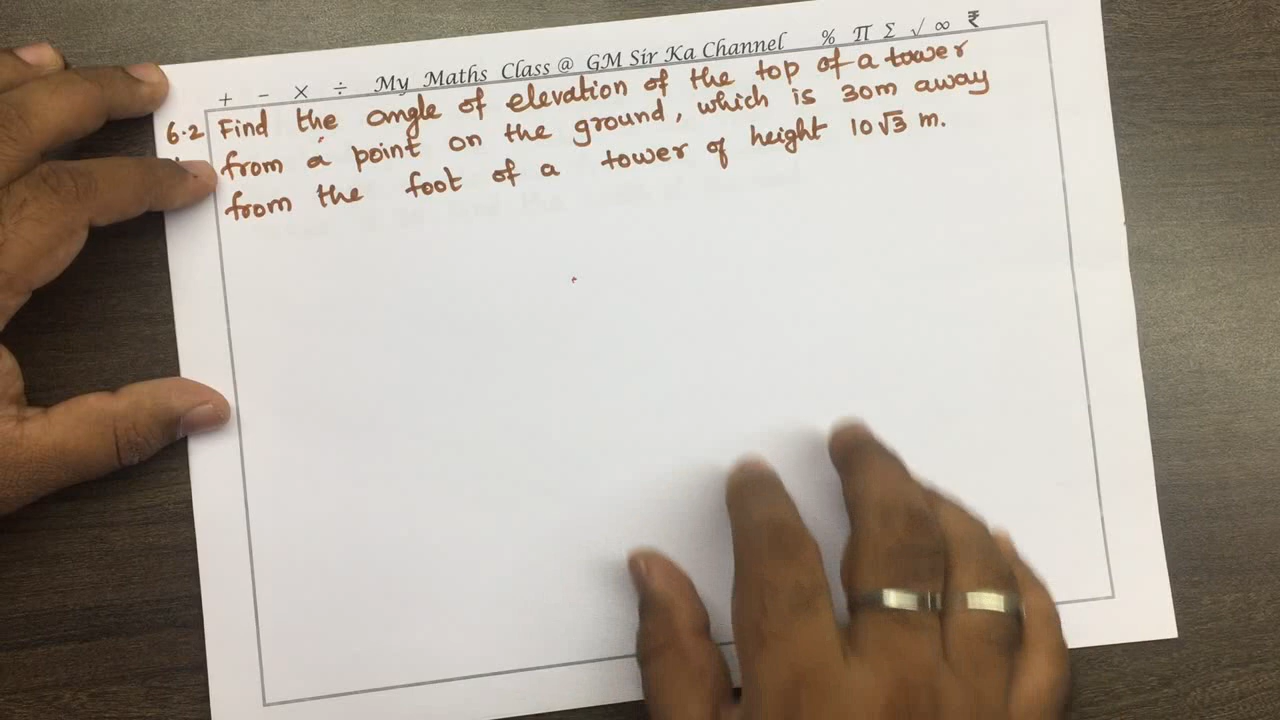 + - × ÷ My Maths Class @ GM Sir Ka Channel % Π Σ √ ∞ ₹
6.2 Find the angle of elevation of the top of a tower
from a point on the ground, which is 30m away
from the foot of a tower of height 10√3 m.